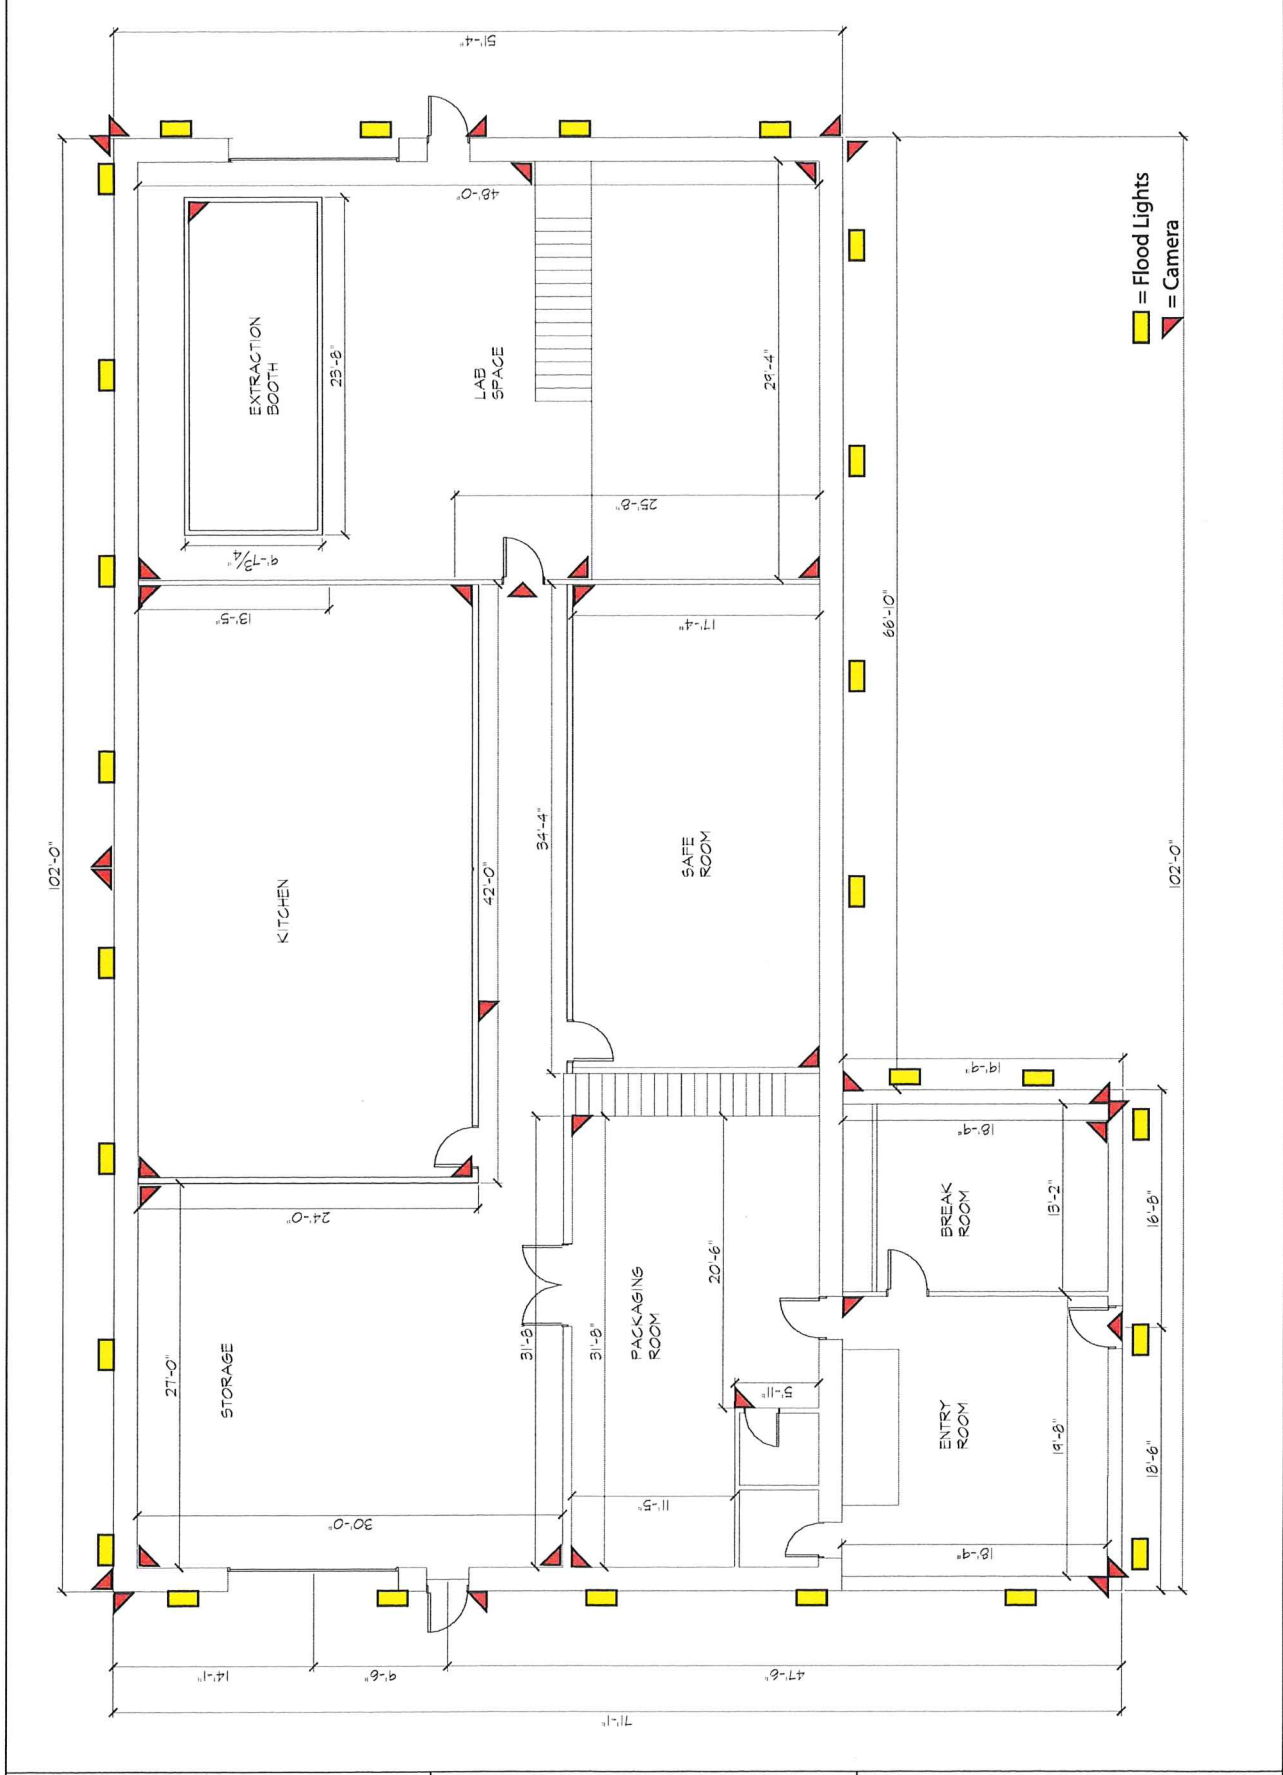 102'-0"
27'-0"
STORAGE
KITCHEN
EXTRACTION
BOOTH
13'-5"
9'-7¾"
23'-8"
14'-1"
9'-6"
30'-0"
24'-0"
42'-0"
LAB
SPACE
48'-0"
51'-4"
31'-8
34'-4"
31'-8"
PACKAGING
ROOM
71'-1"
47'-6"
11'-5"
20'-6"
SAFE
ROOM
17'-4"
25'-8"
29'-4"
5'-11"
66'-10"
ENTRY
ROOM
BREAK
ROOM
18'-9"
18'-9"
19'-9"
19'-8"
13'-2"
18'-6"
16'-8"
102'-0"
= Flood Lights
= Camera